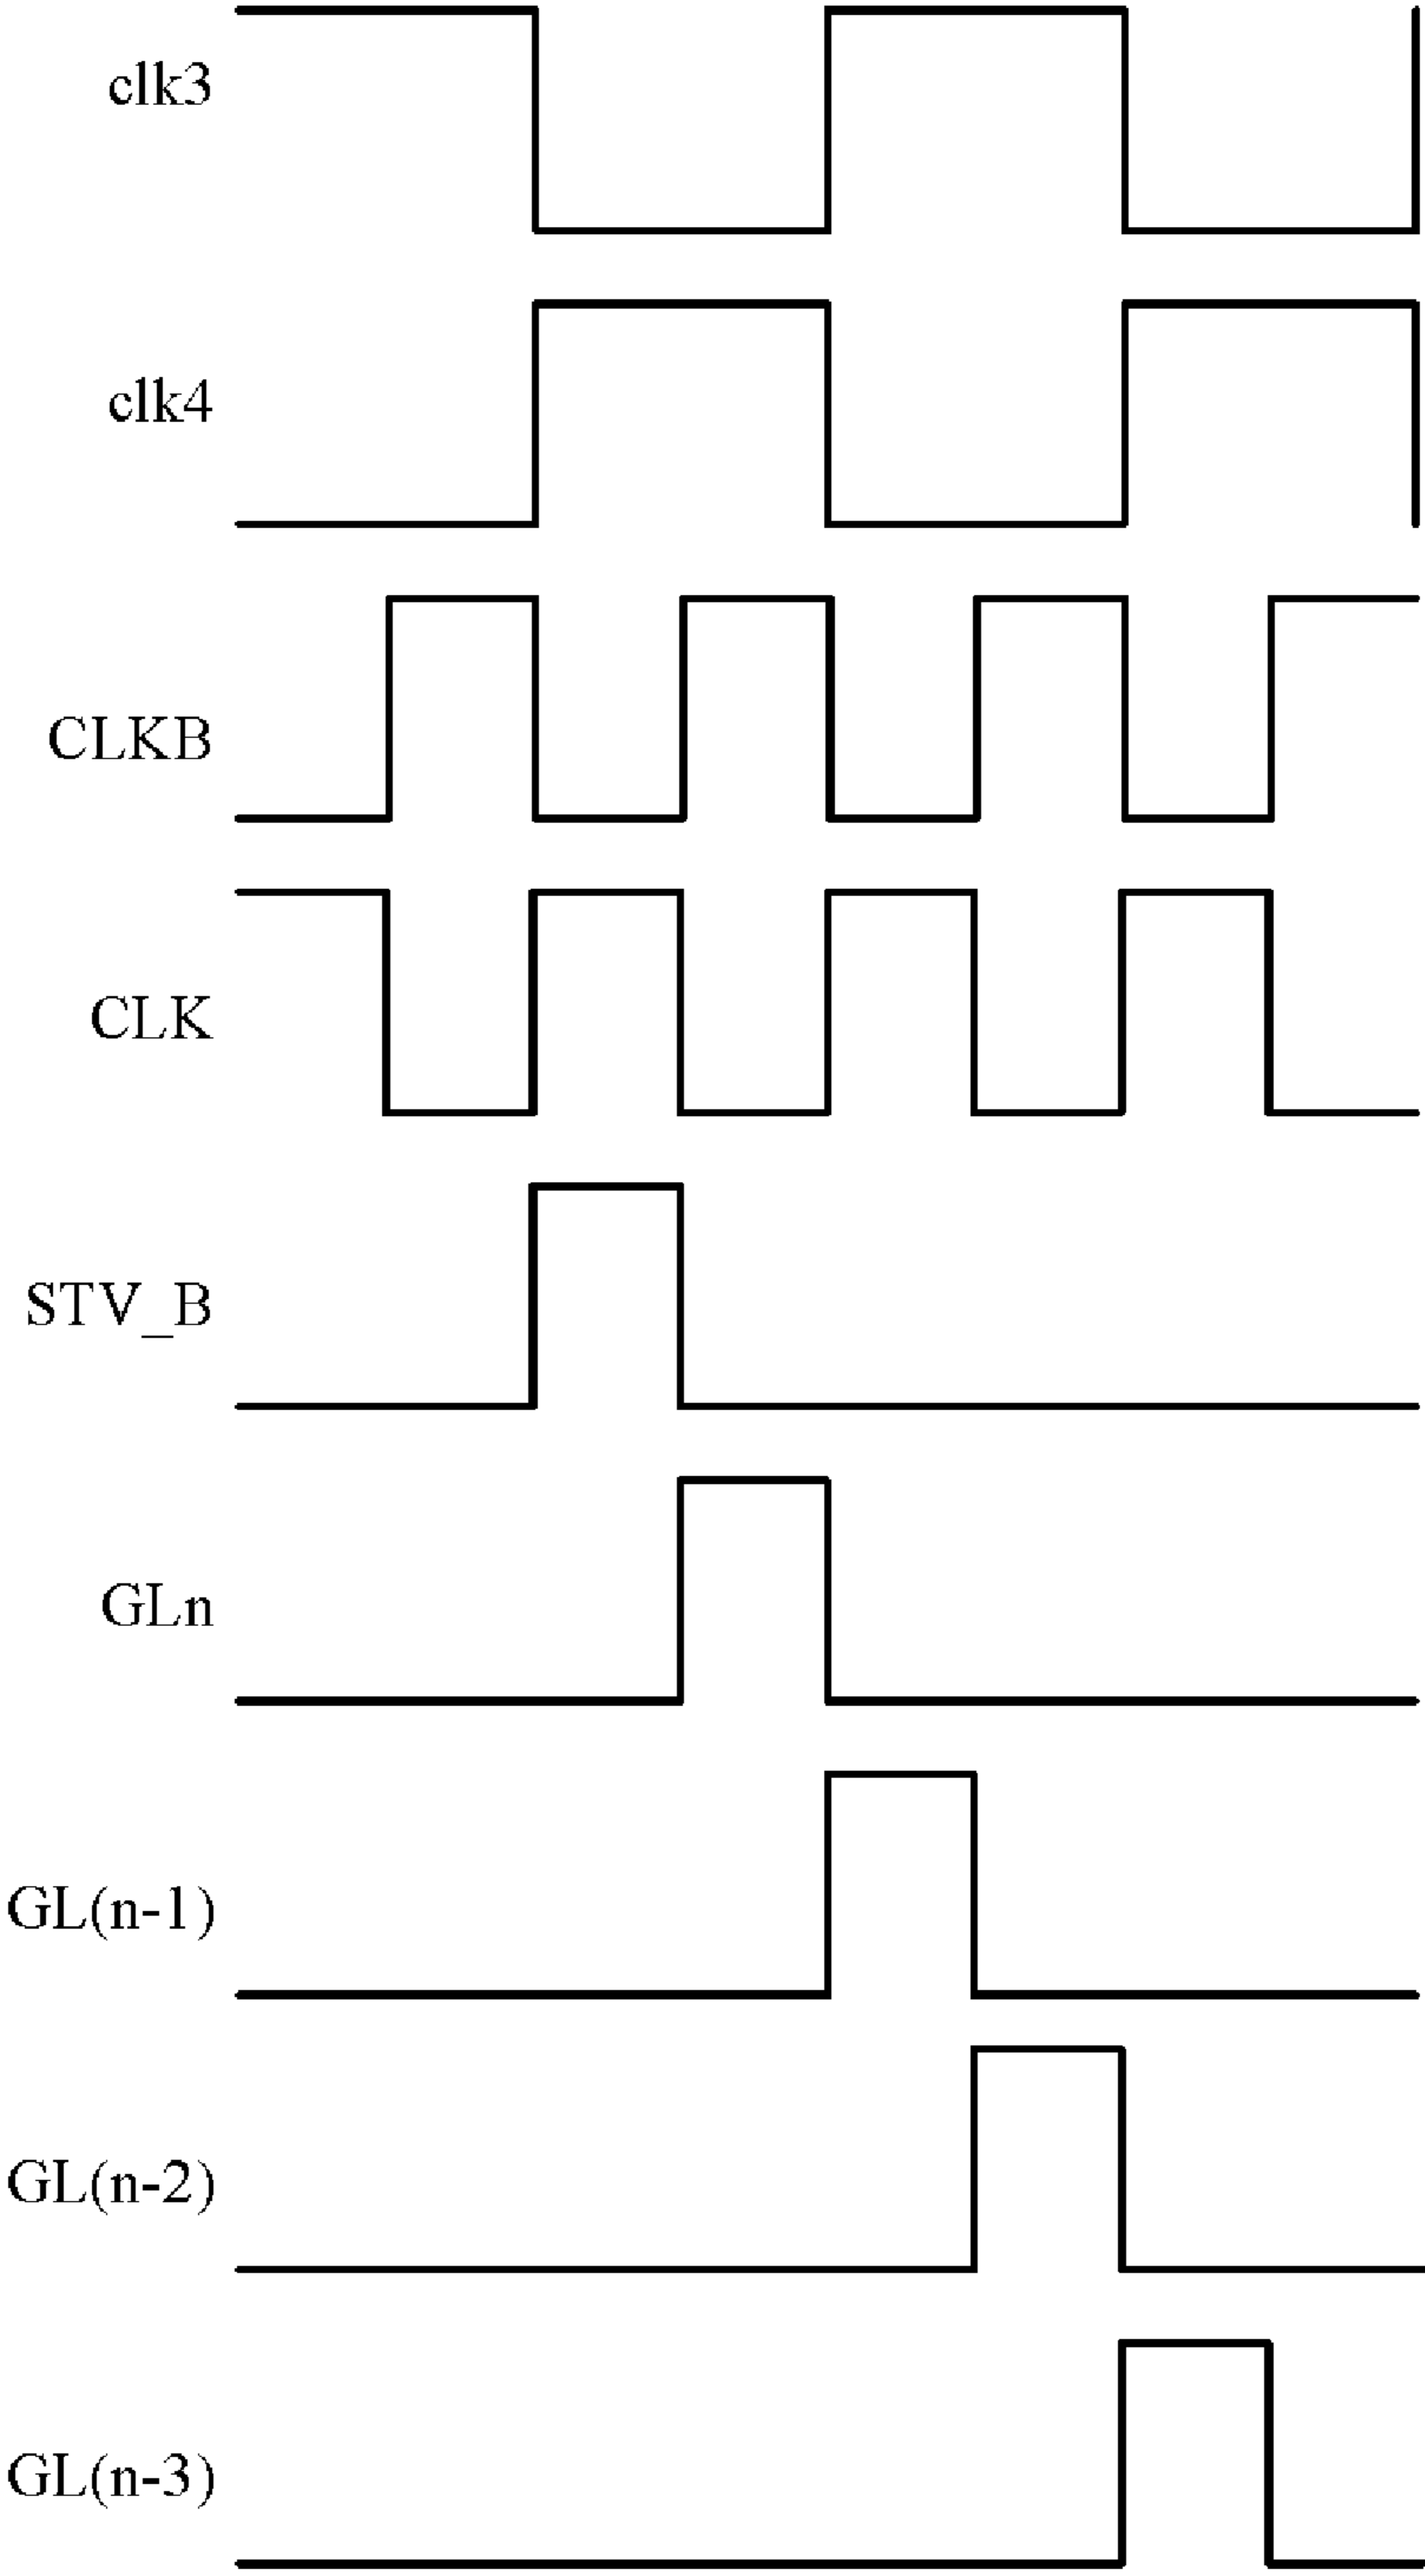 clk3
clk4
CLKB
CLK
STV_B
GLn
GL(n-1)
GL(n-2)
GL(n-3)